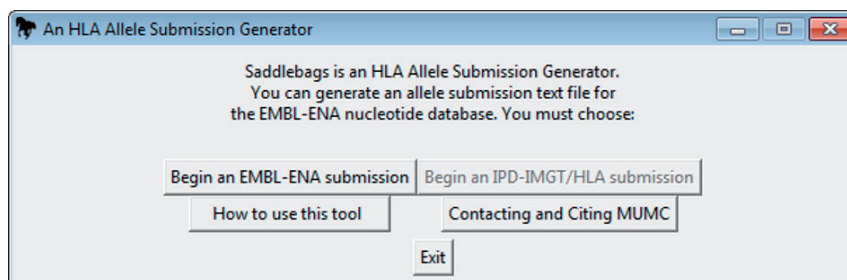 An HLA Allele Submission Generator
Saddlebags is an HLA Allele Submission Generator.
You can generate an allele submission text file for
the EMBL-ENA nucleotide database. You must choose:
Begin an EMBL-ENA submission Begin an IPD-IMGT/HLA submission
How to use this tool Contacting and Citing MUMC
Exit